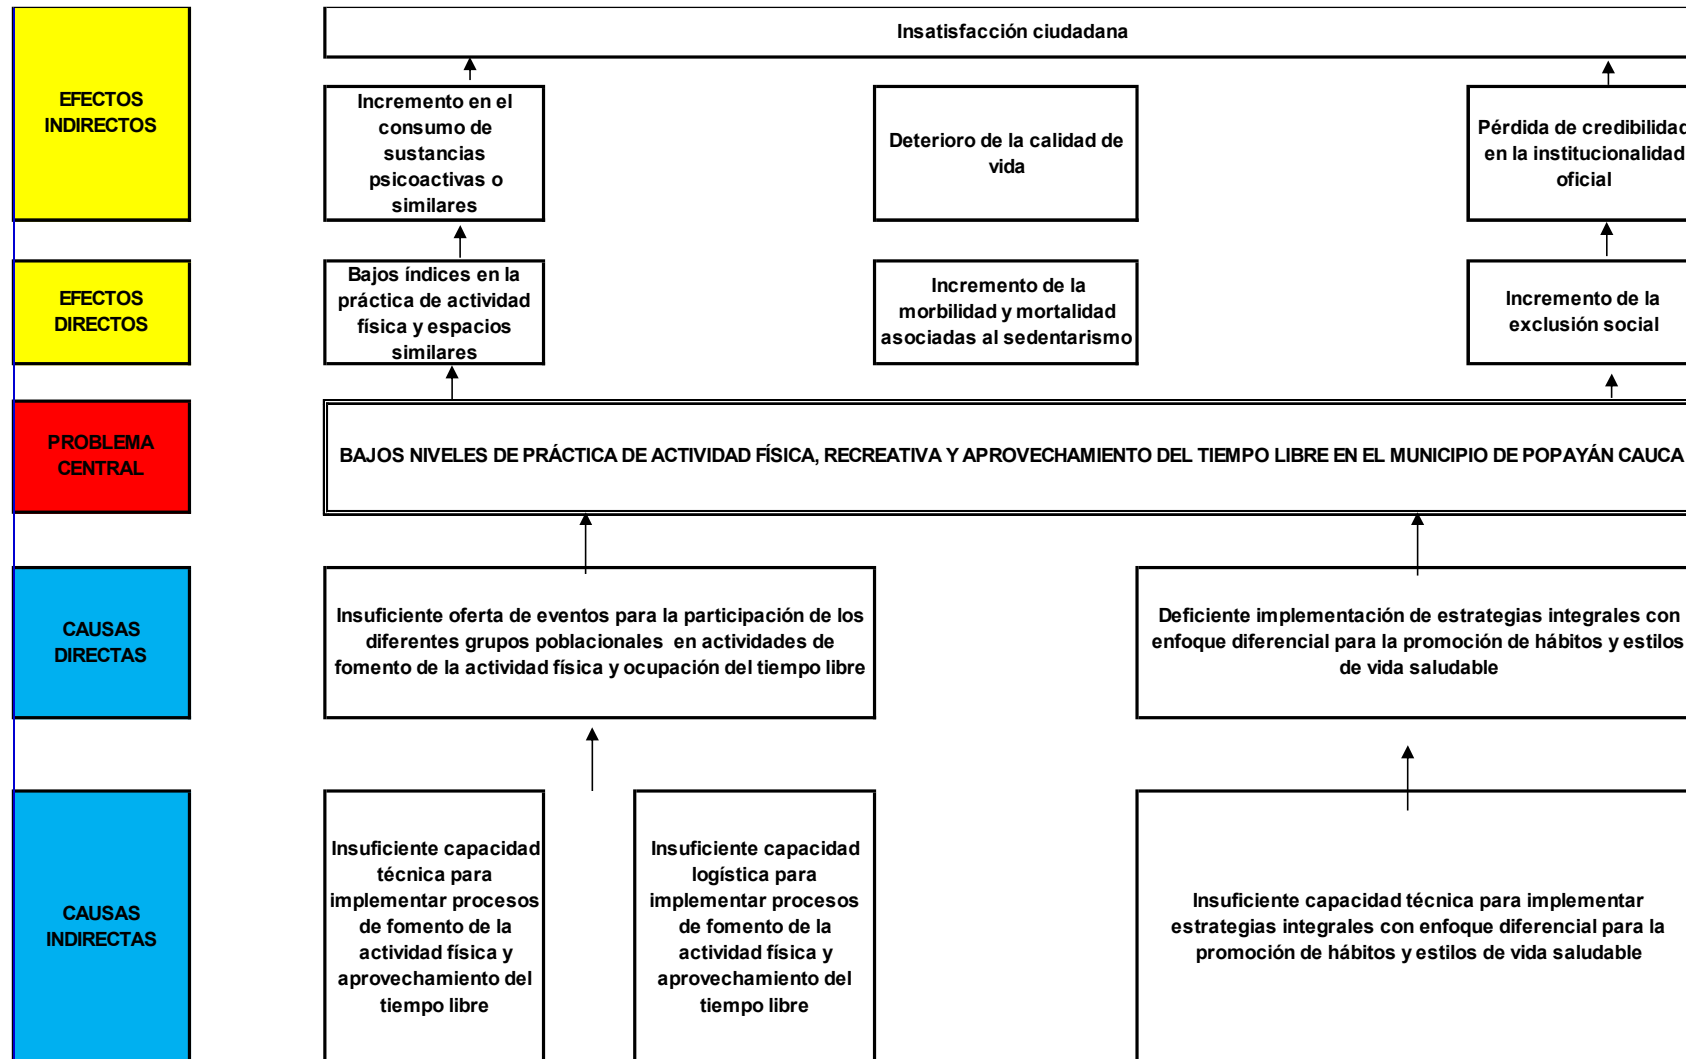 Insatisfacción ciudadana
EFECTOS
INDIRECTOS
Incremento en el
consumo de
sustancias
psicoactivas o
similares
Deterioro de la calidad de
vida
Pérdida de credibilidad
en la institucionalidad
oficial
EFECTOS
DIRECTOS
Bajos índices en la
práctica de actividad
física y espacios
similares
Incremento de la
morbilidad y mortalidad
asociadas al sedentarismo
Incremento de la
exclusión social
PROBLEMA
CENTRAL
BAJOS NIVELES DE PRÁCTICA DE ACTIVIDAD FÍSICA, RECREATIVA Y APROVECHAMIENTO DEL TIEMPO LIBRE EN EL MUNICIPIO DE POPAYÁN CAUCA
CAUSAS
DIRECTAS
Insuficiente oferta de eventos para la participación de los
diferentes grupos poblacionales en actividades de
fomento de la actividad física y ocupación del tiempo libre
Deficiente implementación de estrategias integrales con
enfoque diferencial para la promoción de hábitos y estilos
de vida saludable
CAUSAS
INDIRECTAS
Insuficiente capacidad
técnica para
implementar procesos
de fomento de la
actividad física y
aprovechamiento del
tiempo libre
Insuficiente capacidad
logística para
implementar procesos
de fomento de la
actividad física y
aprovechamiento del
tiempo libre
Insuficiente capacidad técnica para implementar
estrategias integrales con enfoque diferencial para la
promoción de hábitos y estilos de vida saludable